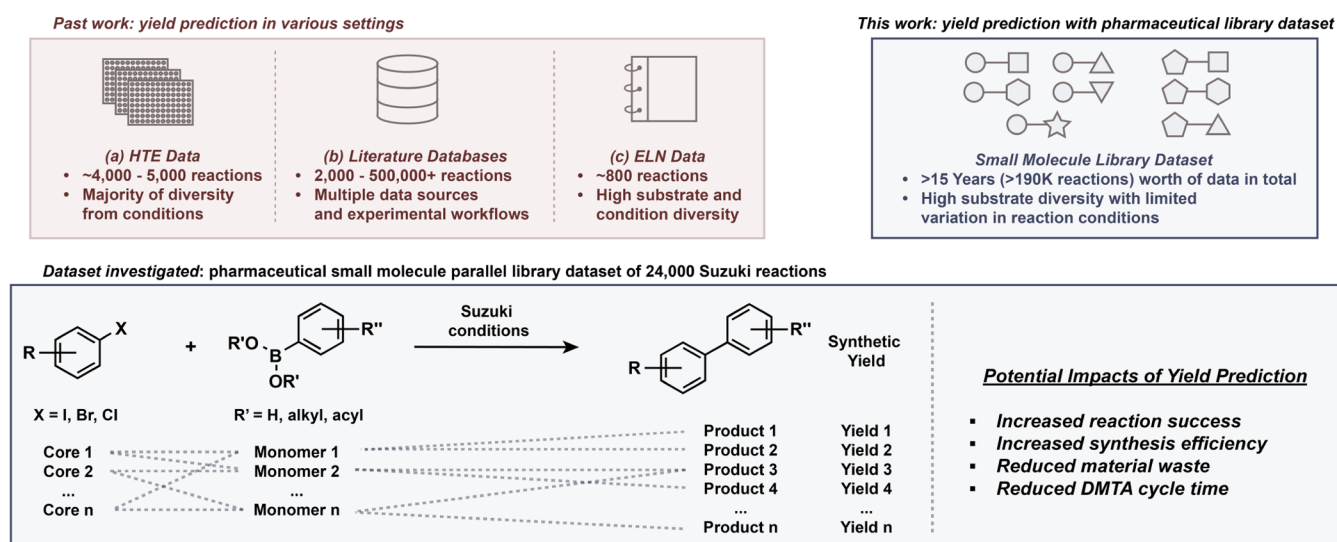 Past work: yield prediction in various settings
This work: yield prediction with pharmaceutical library dataset
(a) HTE Data
• ~4,000 - 5,000 reactions
• Majority of diversity
from conditions
(b) Literature Databases
• 2,000 - 500,000+ reactions
• Multiple data sources
and experimental workflows
(c) ELN Data
• ~800 reactions
• High substrate and
condition diversity
Small Molecule Library Dataset
• >15 Years (>190K reactions) worth of data in total
• High substrate diversity with limited
variation in reaction conditions
Dataset investigated: pharmaceutical small molecule parallel library dataset of 24,000 Suzuki reactions
R
X
+
R'O
B
OR'
R''
Suzuki
conditions
R
R''
Synthetic
Yield
X = I, Br, Cl
R' = H, alkyl, acyl
Core 1
Core 2
...
Core n
Monomer 1
Monomer 2
...
Monomer n
Product 1
Product 2
Product 3
Product 4
...
Product n
Yield 1
Yield 2
Yield 3
Yield 4
...
Yield n
Potential Impacts of Yield Prediction
▪ Increased reaction success
▪ Increased synthesis efficiency
▪ Reduced material waste
▪ Reduced DMTA cycle time